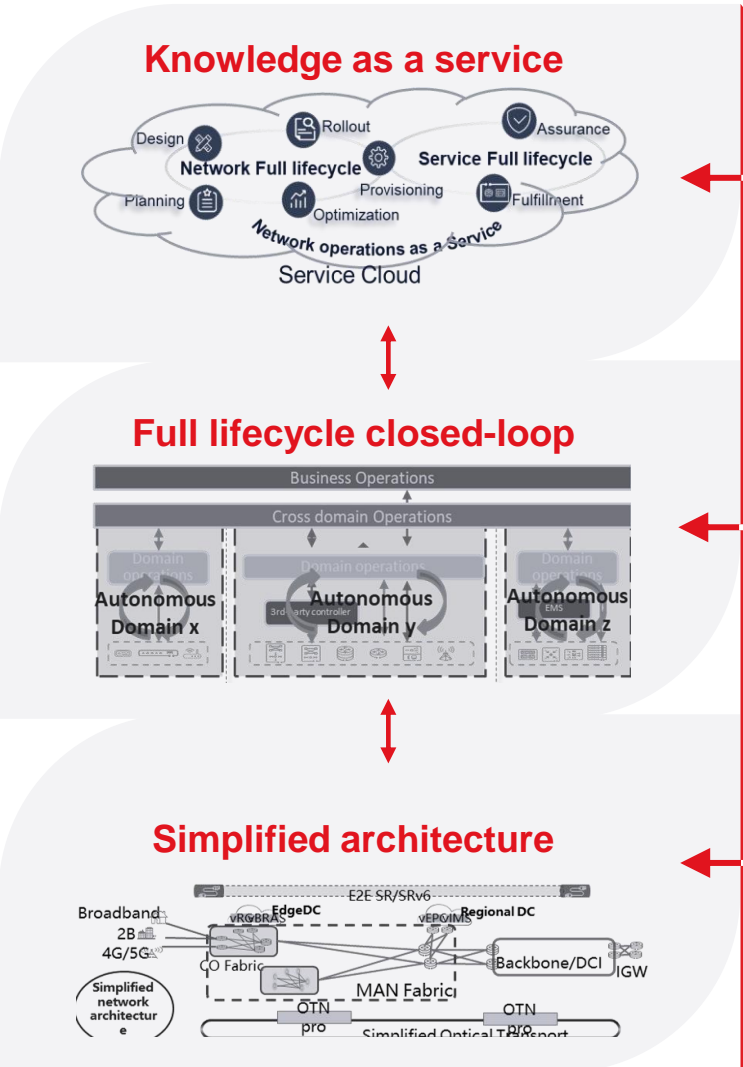 Knowledge as a service
Design
Rollout
Assurance
Network Full lifecycle
Service Full lifecycle
Planning
Optimization
Provisioning
Fulfillment
Network operations as a Service
Service Cloud
Full lifecycle closed-loop
Business Operations
Cross domain Operations
Domain operations
Autonomous
Domain x
Domain operations
3rd-party controller
Autonomous
Domain y
Domain operations
EMS
Autonomous
Domain z
Simplified architecture
E2E SR/SRv6
Broadband
2B
4G/5G
vRG
vBRAS
EdgeDC
vEPC
vIMS
Regional DC
CO Fabric
MAN Fabric
Backbone/DCI
IGW
Simplified
network
architectur
e
OTN
pro
OTN
pro
Simplified Optical Transport